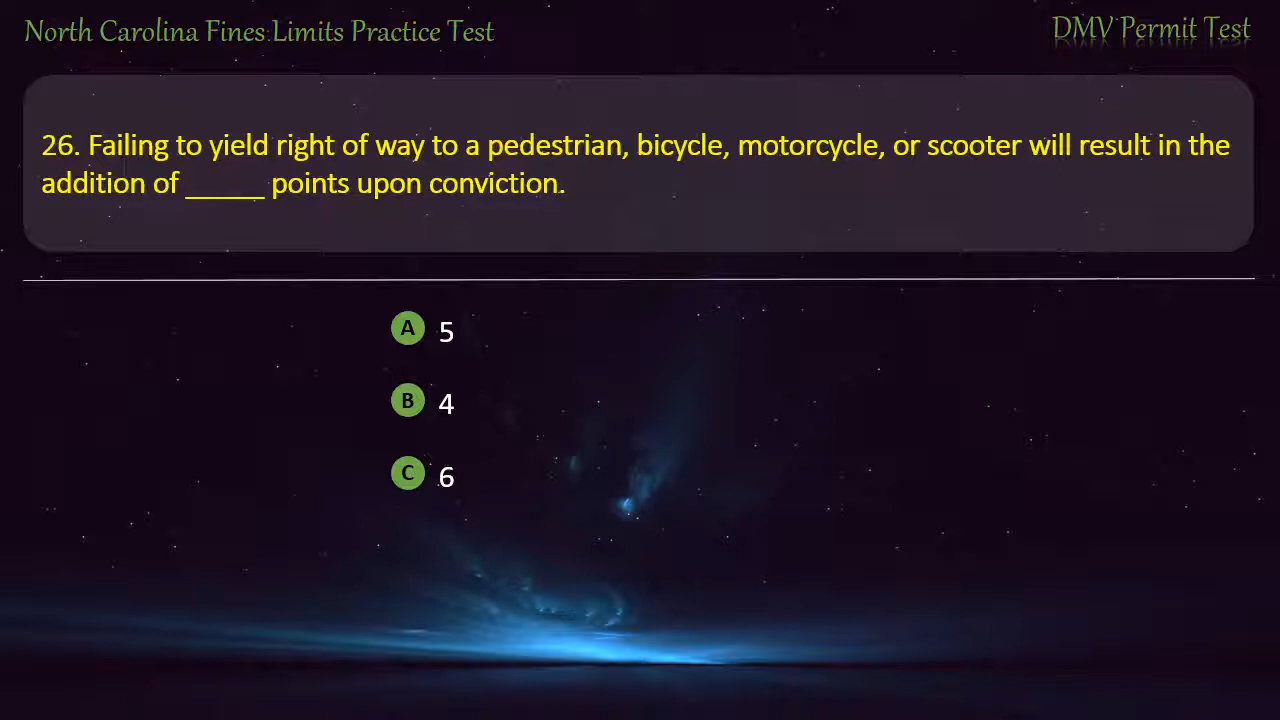 North Carolina Fines Limits Practice Test
DMV Permit Test
26. Failing to yield right of way to a pedestrian, bicycle, motorcycle, or scooter will result in the
addition of _____ points upon conviction.
A 5
B 4
C 6